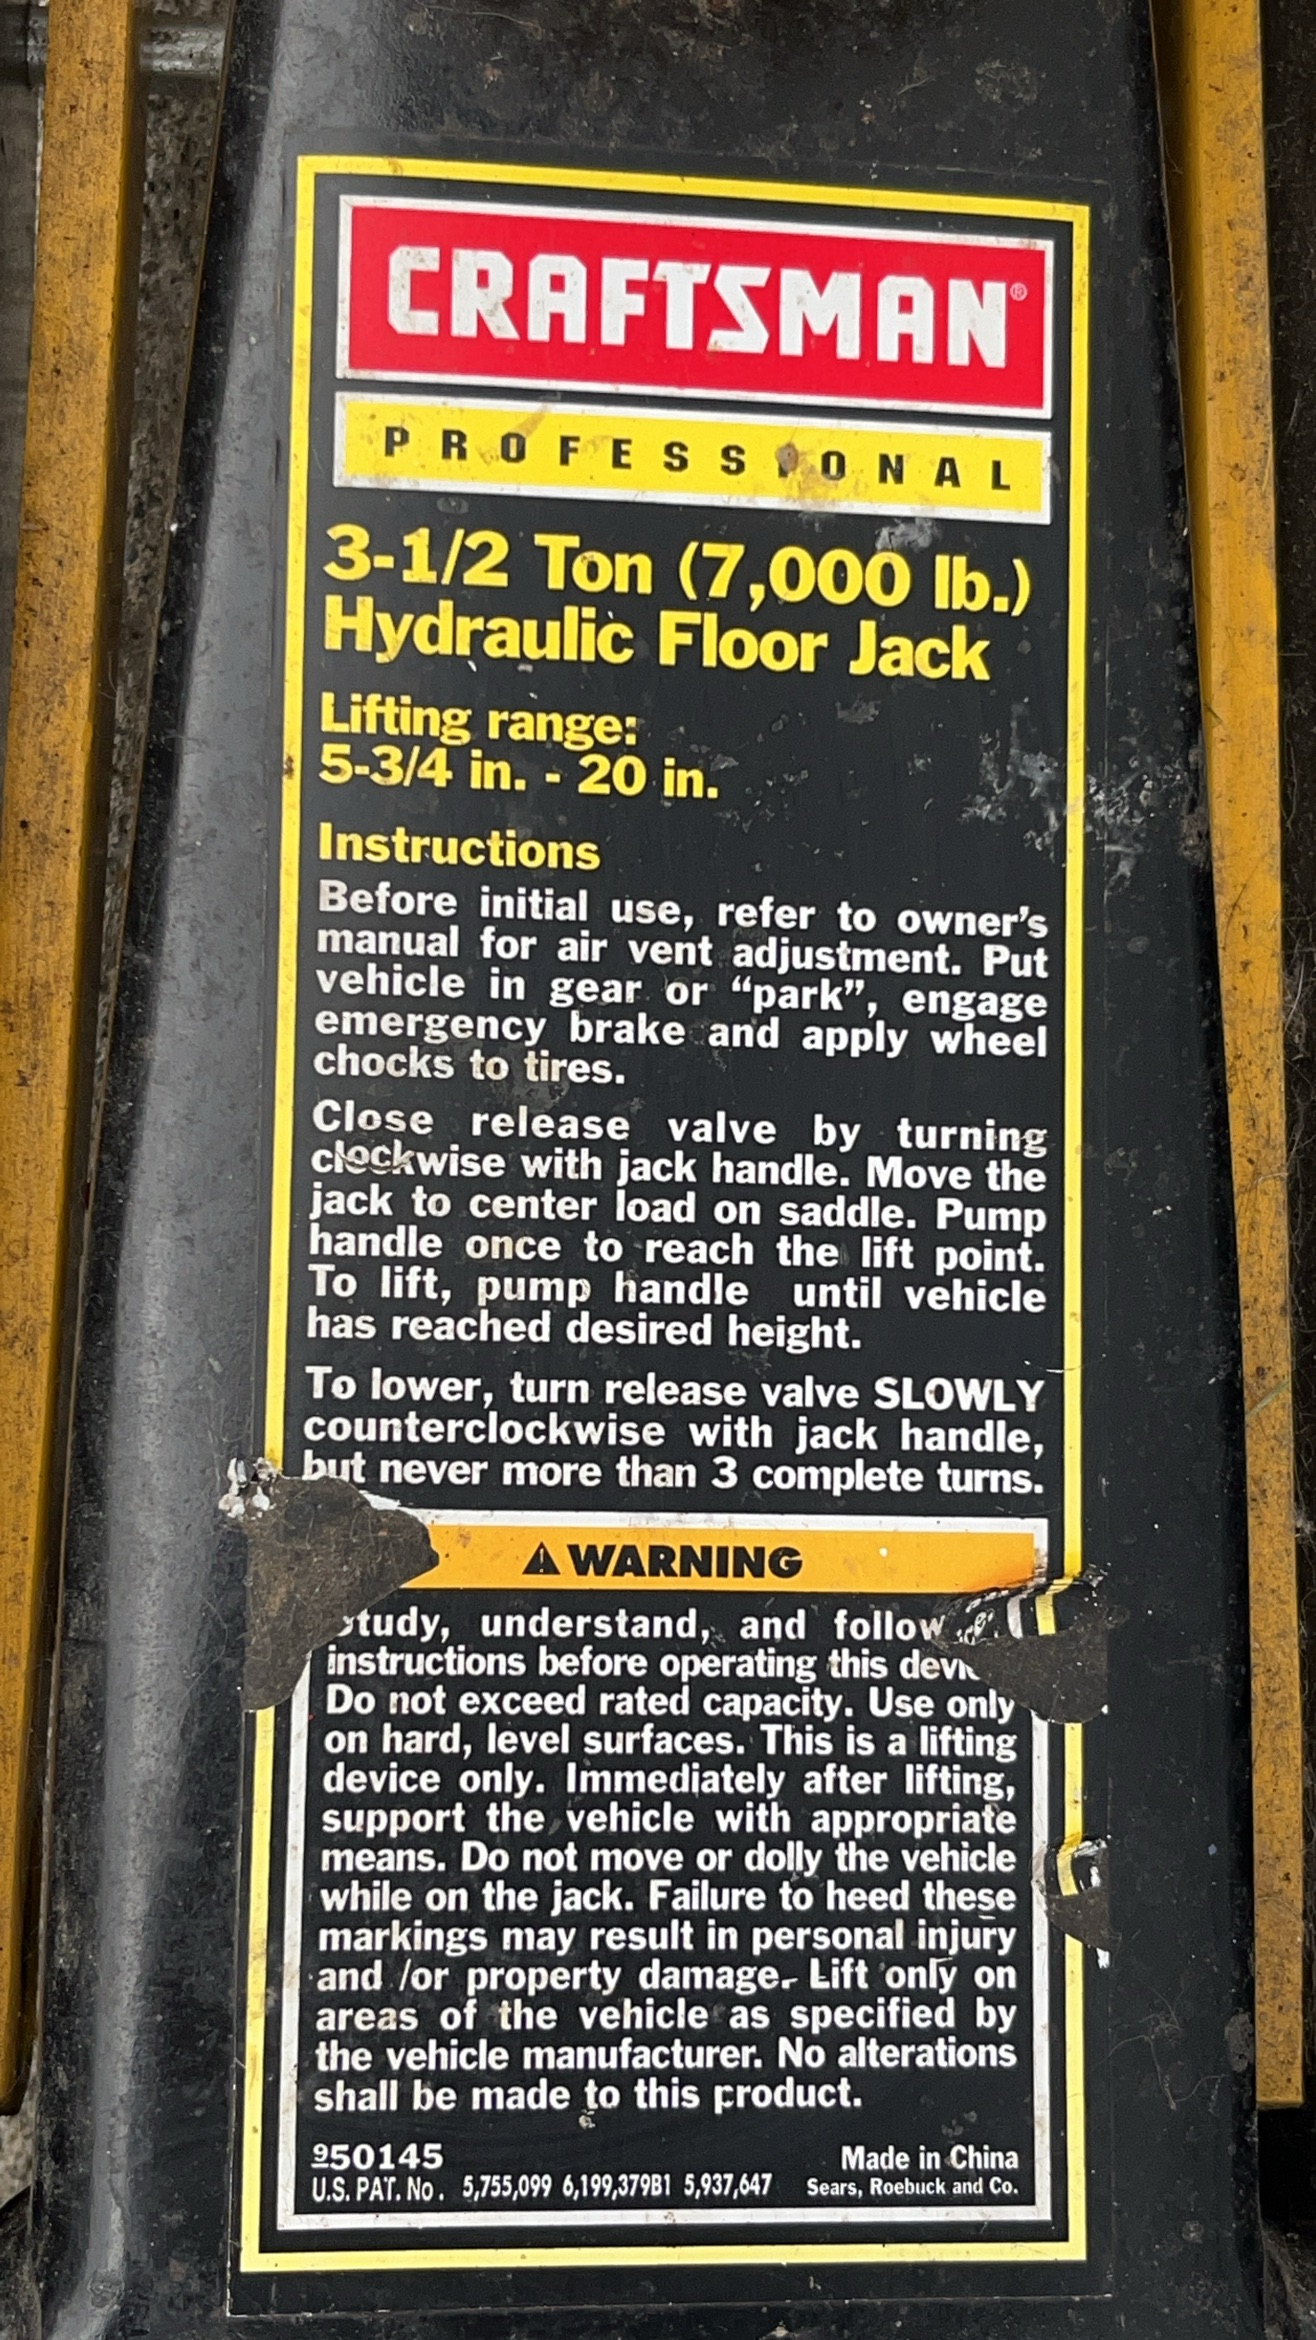 CRAFTSMAN®
PROFESSIONAL
3-1/2 Ton (7,000 lb.)
Hydraulic Floor Jack
Lifting range:
5-3/4 in. - 20 in.
Instructions
Before initial use, refer to owner's
manual for air vent adjustment. Put
vehicle in gear or “park”, engage
emergency brake and apply wheel
chocks to tires.
Close release valve by turning
clockwise with jack handle. Move the
jack to center load on saddle. Pump
handle once to reach the lift point.
To lift, pump handle until vehicle
has reached desired height.
To lower, turn release valve SLOWLY
counterclockwise with jack handle,
but never more than 3 complete turns.
⚠WARNING
Study, understand, and follow
instructions before operating this
Do not exceed rated capacity. Use only
on hard, level surfaces. This is a lifting
device only. Immediately after lifting,
support the vehicle with appropriate
means. Do not move or dolly the vehicle
while on the jack. Failure to heed these
markings may result in personal injury
and /or property damage. Lift only on
areas of the vehicle as specified by
the vehicle manufacturer. No alterations
shall be made to this product.
950145 Made in China
U.S. PAT. No. 5,755,099 6,199,379B1 5,937,647 Sears, Roebuck and Co.